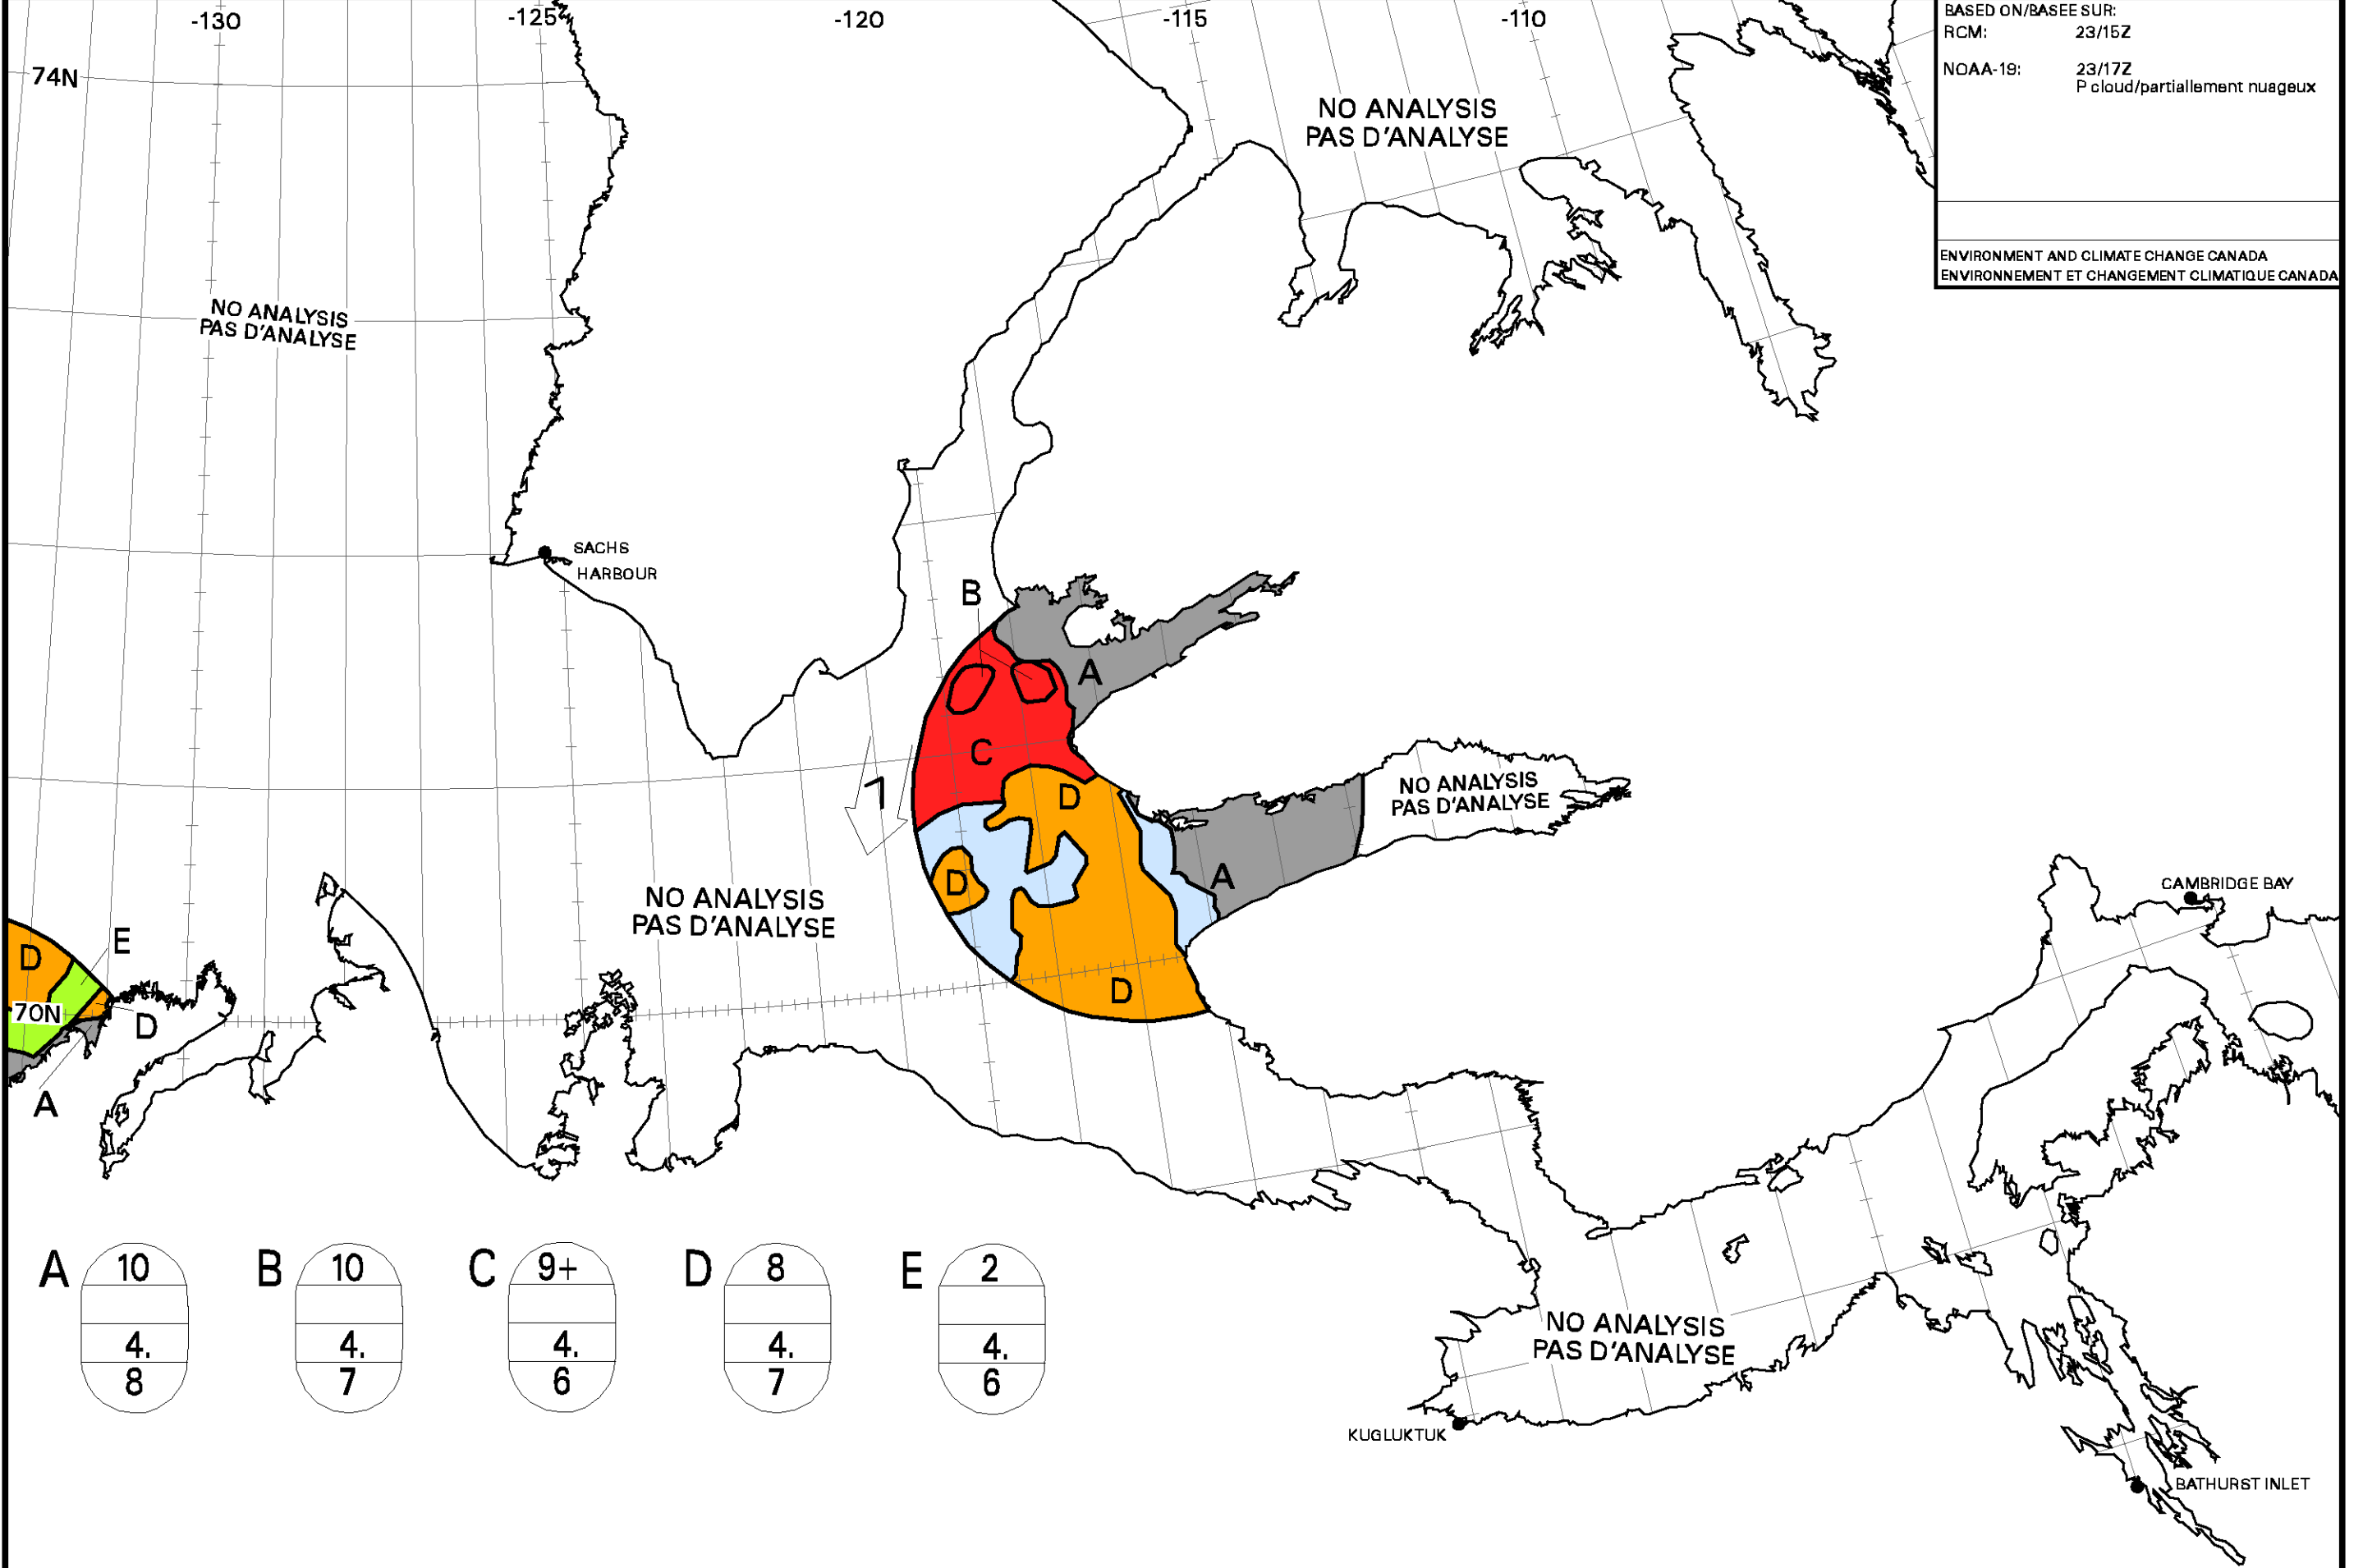 -130
-125
-120
-115
-110
BASED ON/BASEE SUR:
RCM: 23/15Z
NOAA-19: 23/17Z
P cloud/partiallement nuageux
74N
NO ANALYSIS
PAS D'ANALYSE
ENVIRONMENT AND CLIMATE CHANGE CANADA
ENVIRONNEMENT ET CHANGEMENT CLIMATIQUE CANADA
NO ANALYSIS
PAS D'ANALYSE
SACHS
HARBOUR
B
A
C
7
D
NO ANALYSIS
PAS D'ANALYSE
D
A
NO ANALYSIS
PAS D'ANALYSE
CAMBRIDGE BAY
D
E
70N
D
D
A
A 10 4. 8
B 10 4. 7
C 9+ 4. 6
D 8 4. 7
E 2 4. 6
NO ANALYSIS
PAS D'ANALYSE
KUGLUKTUK
BATHURST INLET